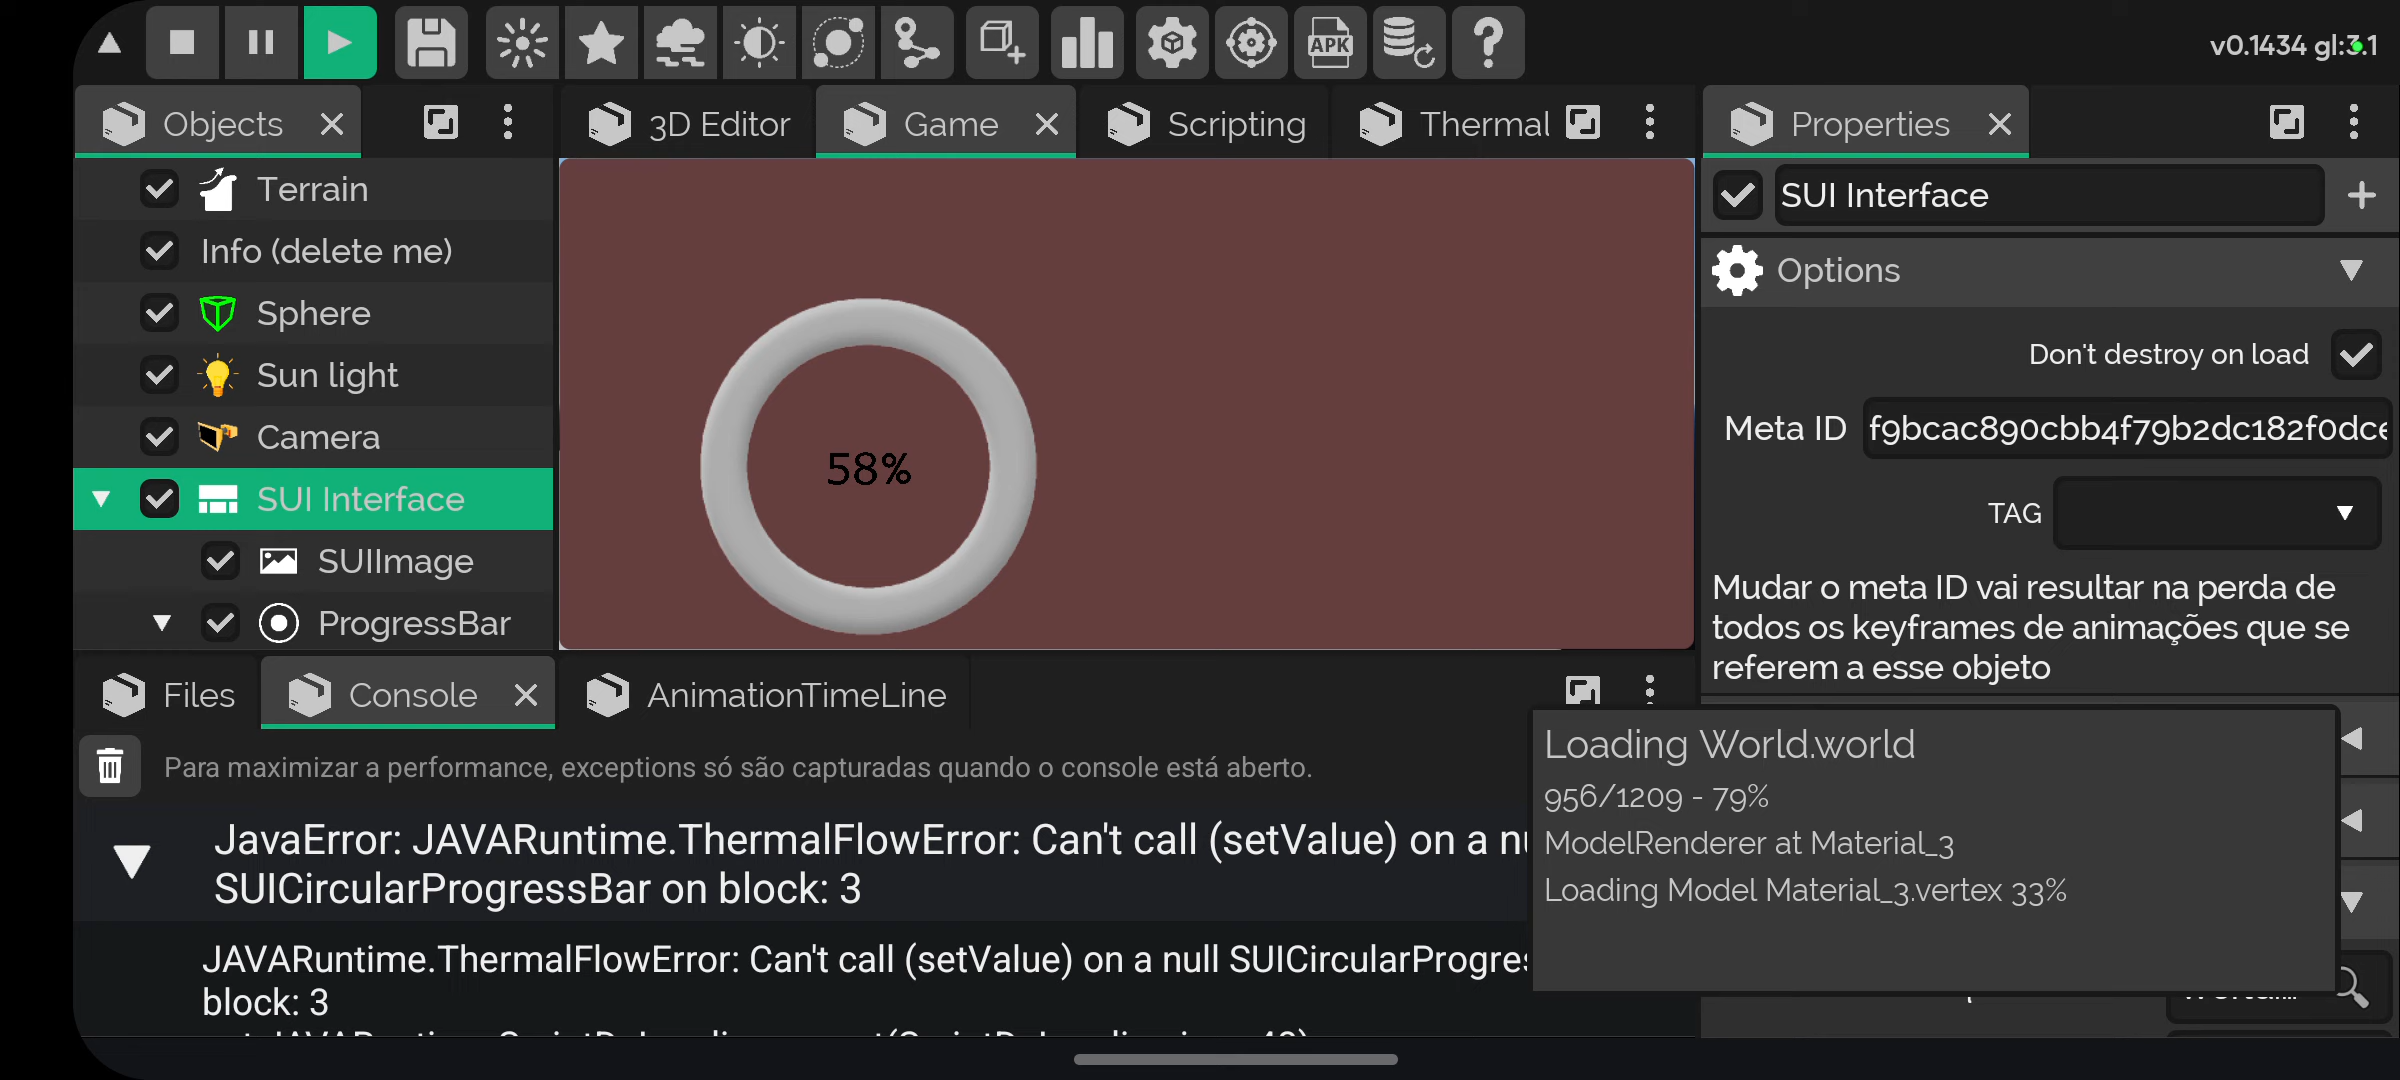 APK
v0.1434 gl:3.1
Objects
3D Editor
Game
Scripting
Thermal
Properties
Terrain
Info (delete me)
Sphere
Sun light
Camera
SUI Interface
SUIImage
ProgressBar
58%
SUI Interface
Options
Don't destroy on load
Meta ID f9bcac890cbb4f79b2dc182f0dce
TAG
Mudar o meta ID vai resultar na perda de
todos os keyframes de animações que se
referem a esse objeto
Files
Console
AnimationTimeLine
Para maximizar a performance, exceptions só são capturadas quando o console está aberto.
JavaError: JAVARuntime.ThermalFlowError: Can't call (setValue) on a nu
SUICircularProgressBar on block: 3
JAVARuntime.ThermalFlowError: Can't call (setValue) on a null SUICircularProgres
block: 3
Loading World.world
956/1209 - 79%
ModelRenderer at Material_3
Loading Model Material_3.vertex 33%